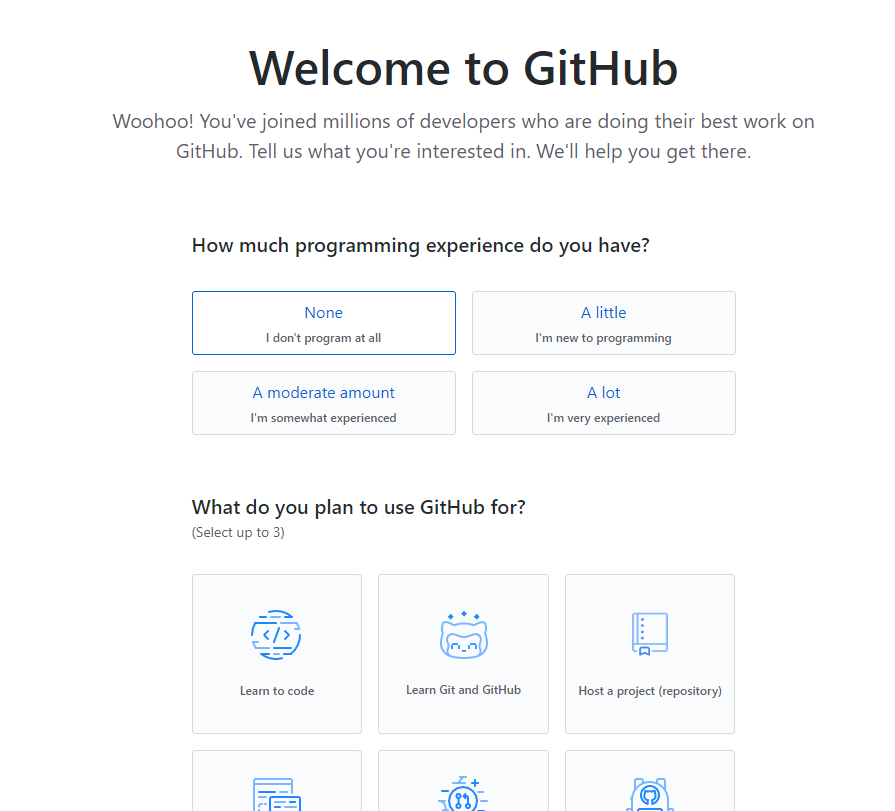 Welcome to GitHub
Woohoo! You've joined millions of developers who are doing their best work on
GitHub. Tell us what you're interested in. We'll help you get there.
How much programming experience do you have?
None
I don't program at all
A little
I'm new to programming
A moderate amount
I'm somewhat experienced
A lot
I'm very experienced
What do you plan to use GitHub for?
(Select up to 3)
Learn to code
Learn Git and GitHub
Host a project (repository)